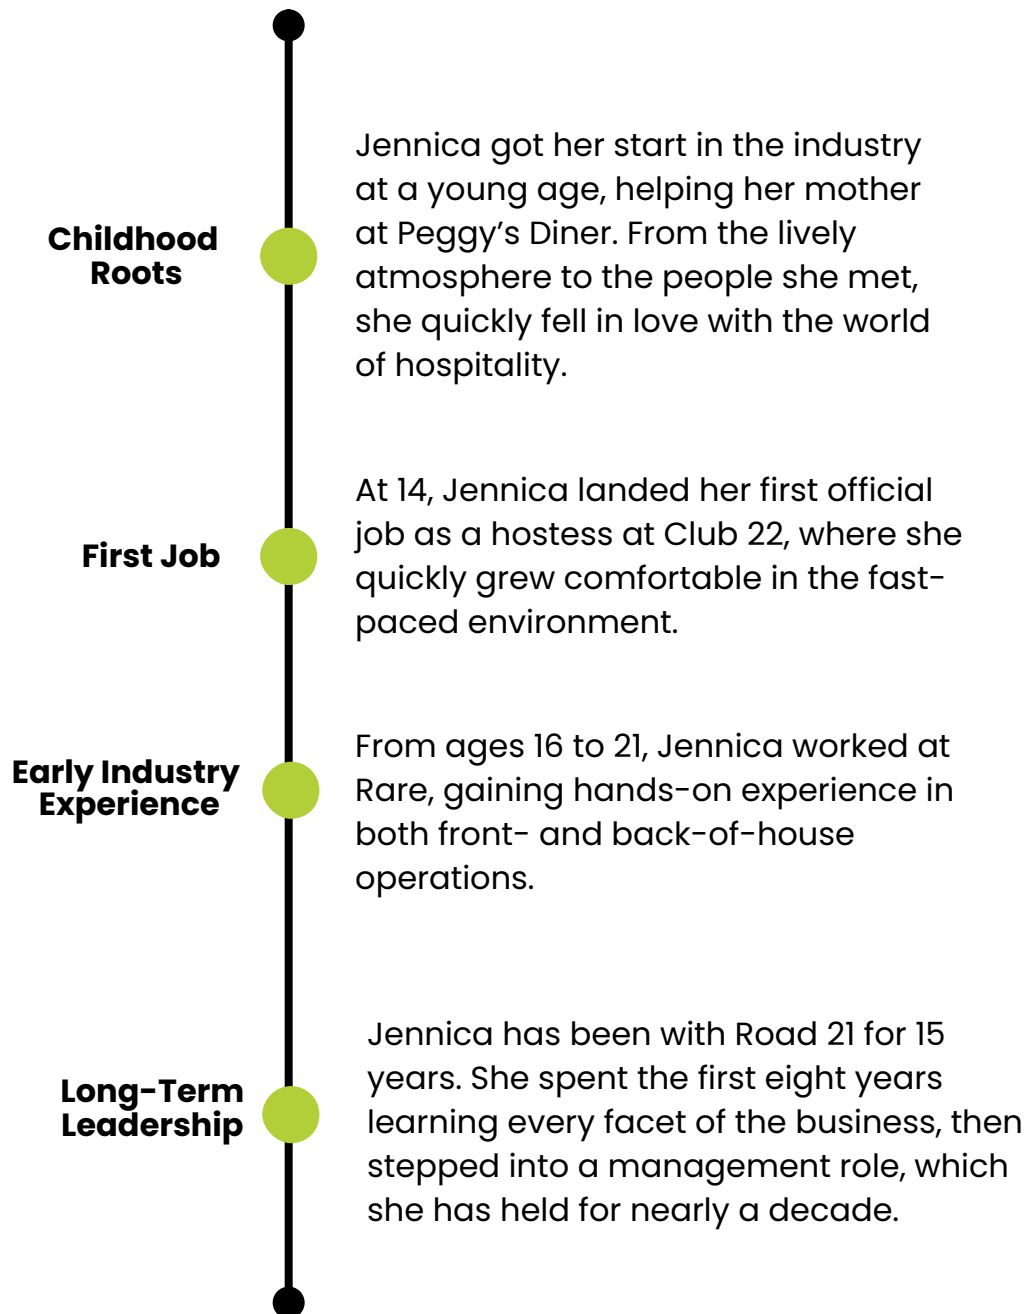 Childhood
Roots
Jennica got her start in the industry
at a young age, helping her mother
at Peggy’s Diner. From the lively
atmosphere to the people she met,
she quickly fell in love with the world
of hospitality.
First Job
At 14, Jennica landed her first official
job as a hostess at Club 22, where she
quickly grew comfortable in the fast-
paced environment.
Early Industry
Experience
From ages 16 to 21, Jennica worked at
Rare, gaining hands-on experience in
both front- and back-of-house
operations.
Long-Term
Leadership
Jennica has been with Road 21 for 15
years. She spent the first eight years
learning every facet of the business, then
stepped into a management role, which
she has held for nearly a decade.